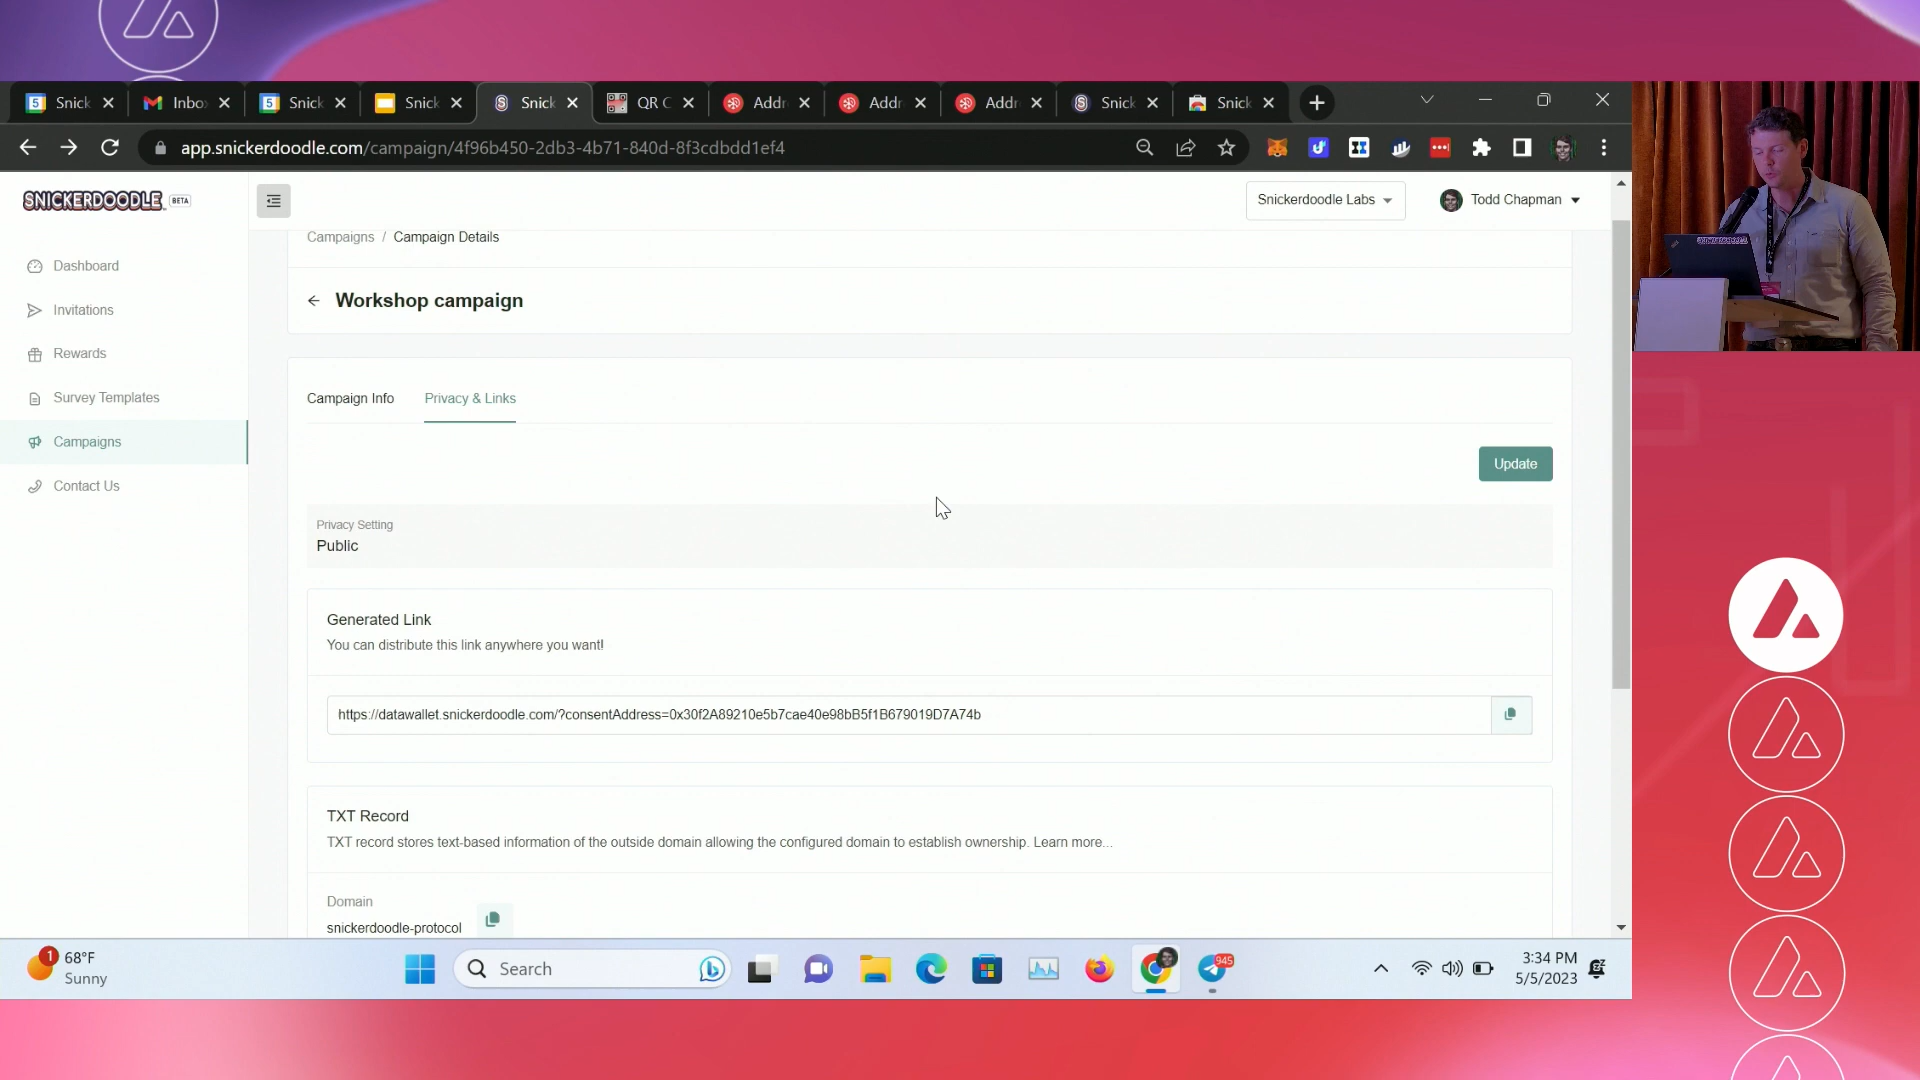 Snick
Inbo
Snick
Snick
Snick
QR C
Addr
Addr
Addr
Snick
Snick
app.snickerdoodle.com/campaign/4f96b450-2db3-4b71-840d-8f3cdbdd1ef4
SNICKERDOODLE BETA
Snickerdoodle Labs
Todd Chapman
Dashboard
Invitations
Rewards
Survey Templates
Campaigns
Contact Us
Campaigns / Campaign Details
Workshop campaign
Campaign Info
Privacy & Links
Update
Privacy Setting
Public
Generated Link
You can distribute this link anywhere you want!
https://datawallet.snickerdoodle.com/?consentAddress=0x30f2A89210e5b7cae40e98bB5f1B679019D7A74b
TXT Record
TXT record stores text-based information of the outside domain allowing the configured domain to establish ownership. Learn more...
Domain
snickerdoodle-protocol
1
68°F
Sunny
Search
945
3:34 PM
5/5/2023